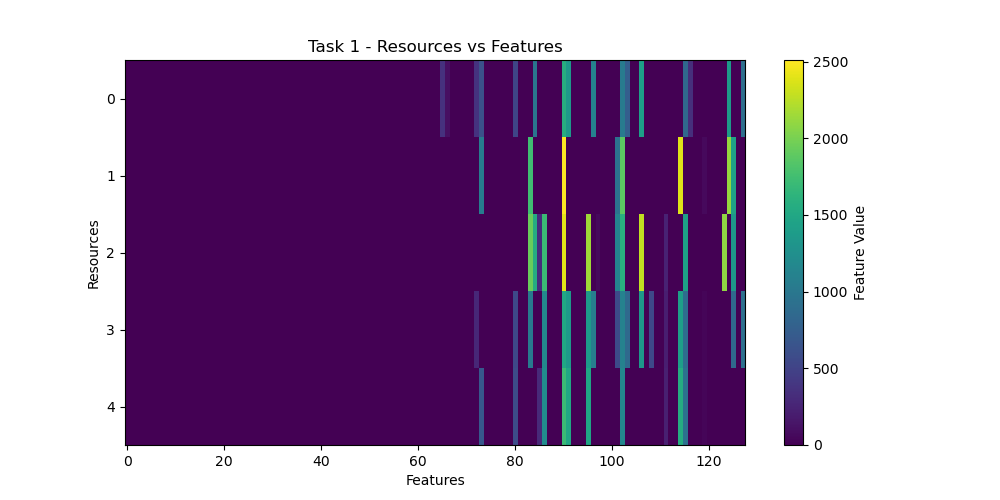 Task 1 - Resources vs Features
Resources
0
1
2
3
4
0 20 40 60 80 100 120
Features
2500
2000
1500
1000
500
0
Feature Value